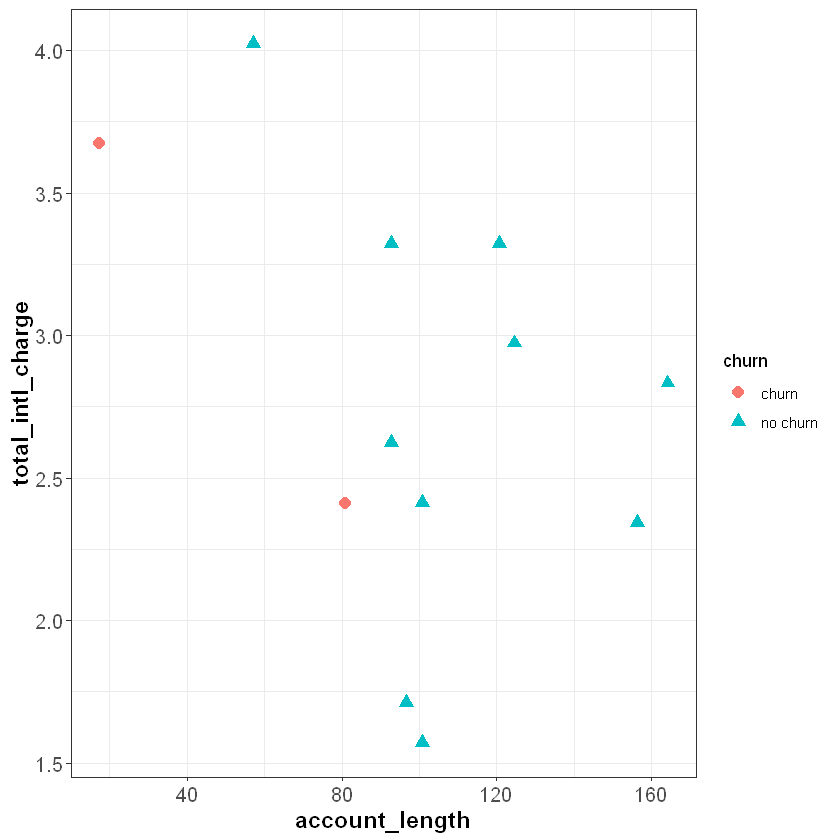 4.0
3.5
3.0
2.5
2.0
1.5
total_intl_charge
40 80 120 160
account_length
churn
churn
no churn